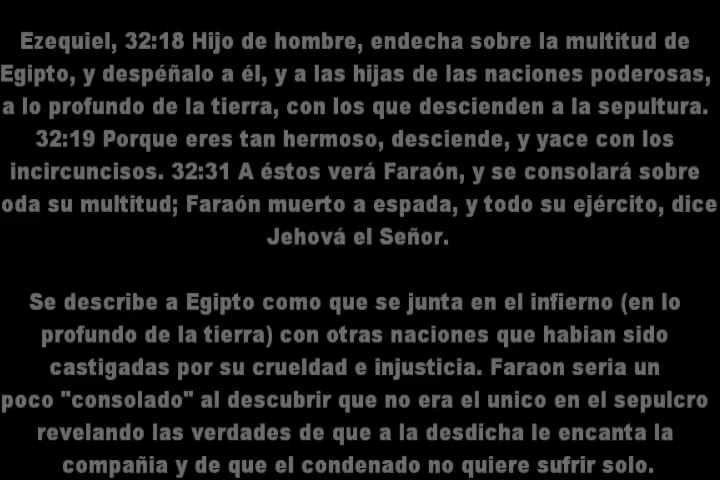 Ezequiel, 32:18 Hijo de hombre, endecha sobre la multitud de
Egipto, y despéñalo a él, y a las hijas de las naciones poderosas,
a lo profundo de la tierra, con los que descienden a la sepultura.
32:19 Porque eres tan hermoso, desciende, y yace con los
incircuncisos. 32:31 A éstos verá Faraón, y se consolará sobre
oda su multitud; Faraón muerto a espada, y todo su ejército, dice
Jehová el Señor.
Se describe a Egipto como que se junta en el infierno (en lo
profundo de la tierra) con otras naciones que habian sido
castigadas por su crueldad e injusticia. Faraon seria un
poco "consolado" al descubrir que no era el unico en el sepulcro
revelando las verdades de que a la desdicha le encanta la
compañia y de que el condenado no quiere sufrir solo.